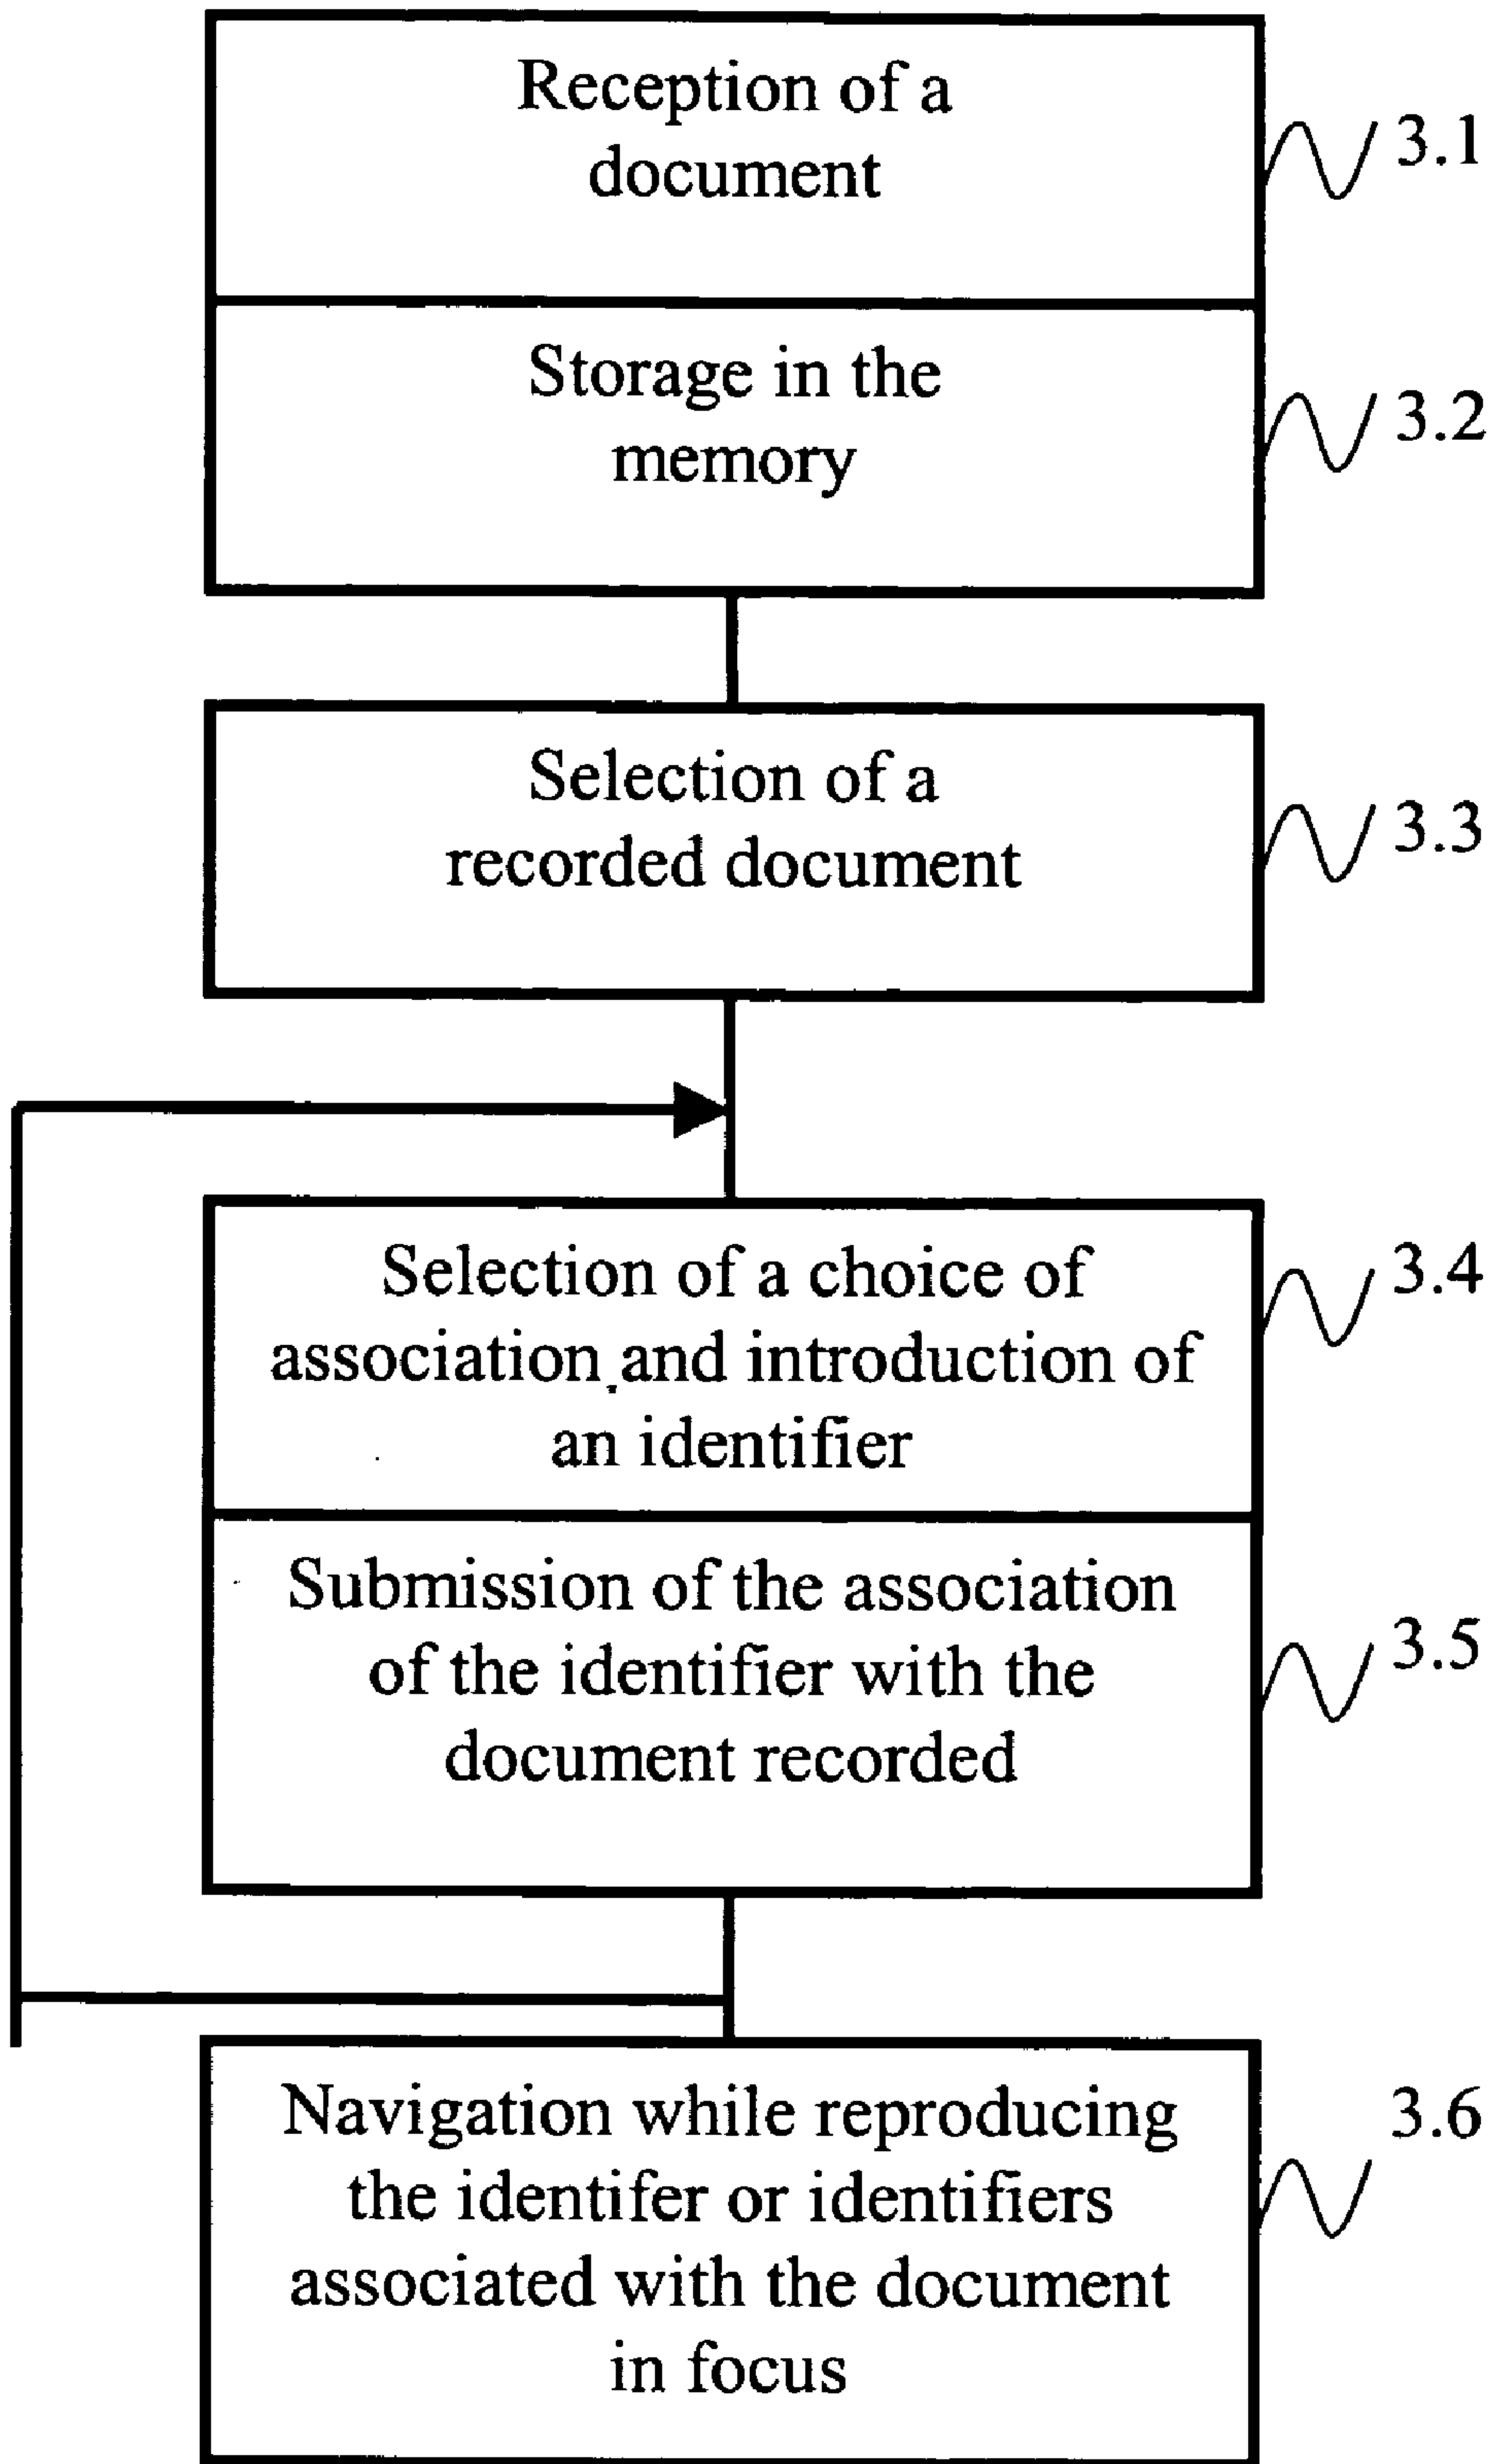 Reception of a
document
3.1
Storage in the
memory
3.2
Selection of a
recorded document
3.3
Selection of a choice of
association and introduction of
an identifier
3.4
Submission of the association
of the identifier with the
document recorded
3.5
Navigation while reproducing
the identifer or identifiers
associated with the document
in focus
3.6